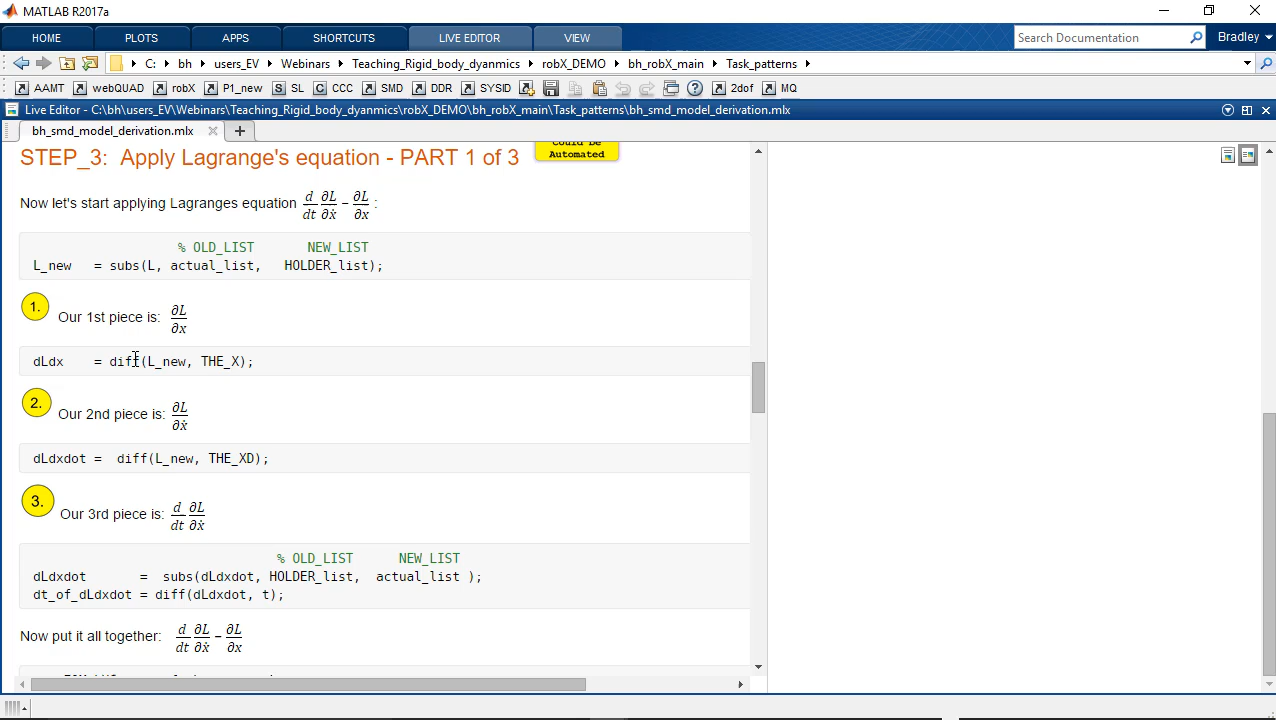 MATLAB R2017a
HOME PLOTS APPS SHORTCUTS LIVE EDITOR VIEW Search Documentation Bradley
C: bh users_EV Webinars Teaching_Rigid_body_dyanmics robX_DEMO bh_robX_main Task_patterns
AAMT webQUAD robX P1_new S SL C CCC SMD DDR S SYSID ? 2dof MQ
Live Editor - C:\bh\users_EV\Webinars\Teaching_Rigid_body_dyanmics\robX_DEMO\bh_robX_main\Task_patterns\bh_smd_model_derivation.mlx
bh_smd_model_derivation.mlx
Could be
Automated
STEP_3: Apply Lagrange's equation - PART 1 of 3
Now let's start applying Lagranges equation d/dt ∂L/∂ẋ − ∂L/∂x :
% OLD_LIST NEW_LIST
L_new = subs(L, actual_list, HOLDER_list);
1. Our 1st piece is: ∂L/∂x
dLdx = diff(L_new, THE_X);
2. Our 2nd piece is: ∂L/∂ẋ
dLdxdot = diff(L_new, THE_XD);
3. Our 3rd piece is: d/dt ∂L/∂ẋ
% OLD_LIST NEW_LIST
dLdxdot = subs(dLdxdot, HOLDER_list, actual_list );
dt_of_dLdxdot = diff(dLdxdot, t);
Now put it all together: d/dt ∂L/∂ẋ − ∂L/∂x